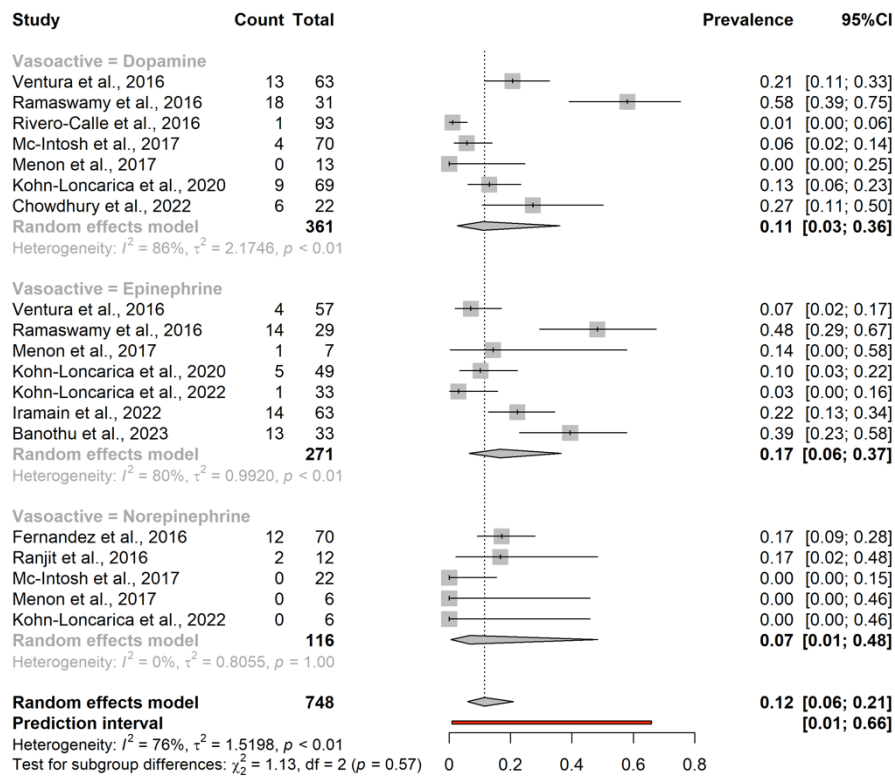 Study Count Total Prevalence 95%CI
Vasoactive = Dopamine
Ventura et al., 2016 13 63 0.21 [0.11; 0.33]
Ramaswamy et al., 2016 18 31 0.58 [0.39; 0.75]
Rivero-Calle et al., 2016 1 93 0.01 [0.00; 0.06]
Mc-Intosh et al., 2017 4 70 0.06 [0.02; 0.14]
Menon et al., 2017 0 13 0.00 [0.00; 0.25]
Kohn-Loncarica et al., 2020 9 69 0.13 [0.06; 0.23]
Chowdhury et al., 2022 6 22 0.27 [0.11; 0.50]
Random effects model 361 0.11 [0.03; 0.36]
Heterogeneity: I² = 86%, τ² = 2.1746, p < 0.01
Vasoactive = Epinephrine
Ventura et al., 2016 4 57 0.07 [0.02; 0.17]
Ramaswamy et al., 2016 14 29 0.48 [0.29; 0.67]
Menon et al., 2017 1 7 0.14 [0.00; 0.58]
Kohn-Loncarica et al., 2020 5 49 0.10 [0.03; 0.22]
Kohn-Loncarica et al., 2022 1 33 0.03 [0.00; 0.16]
Iramain et al., 2022 14 63 0.22 [0.13; 0.34]
Banothu et al., 2023 13 33 0.39 [0.23; 0.58]
Random effects model 271 0.17 [0.06; 0.37]
Heterogeneity: I² = 80%, τ² = 0.9920, p < 0.01
Vasoactive = Norepinephrine
Fernandez et al., 2016 12 70 0.17 [0.09; 0.28]
Ranjit et al., 2016 2 12 0.17 [0.02; 0.48]
Mc-Intosh et al., 2017 0 22 0.00 [0.00; 0.15]
Menon et al., 2017 0 6 0.00 [0.00; 0.46]
Kohn-Loncarica et al., 2022 0 6 0.00 [0.00; 0.46]
Random effects model 116 0.07 [0.01; 0.48]
Heterogeneity: I² = 0%, τ² = 0.8055, p = 1.00
Random effects model 748 0.12 [0.06; 0.21]
Prediction interval [0.01; 0.66]
Heterogeneity: I² = 76%, τ² = 1.5198, p < 0.01
Test for subgroup differences: χ²₂ = 1.13, df = 2 (p = 0.57)
0 0.2 0.4 0.6 0.8